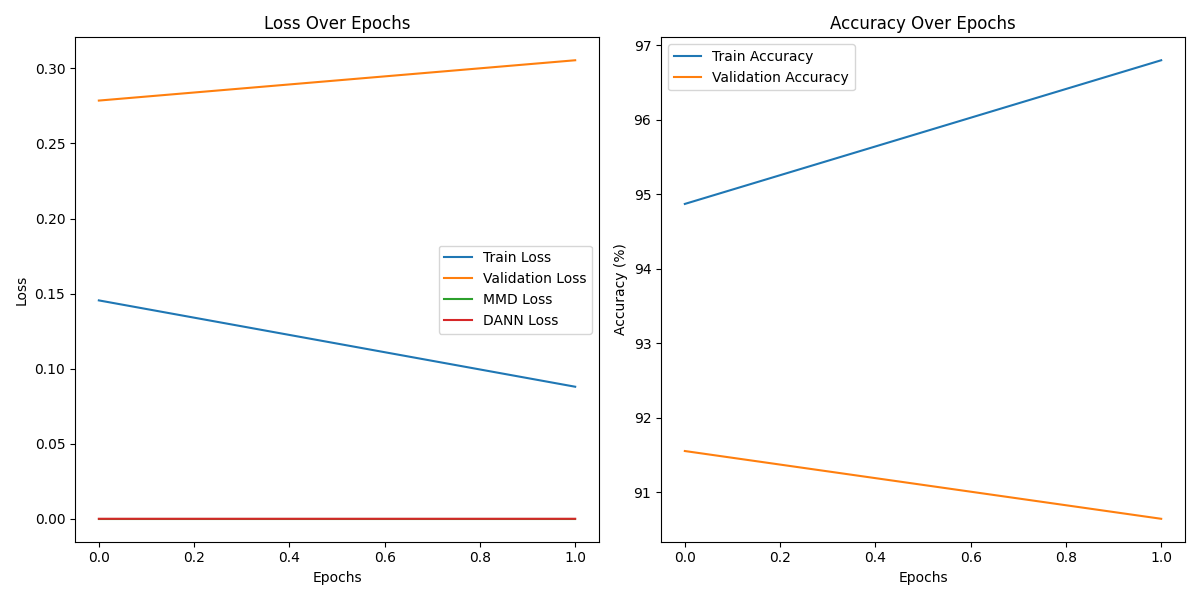 Loss Over Epochs
Loss
0.30
0.25
0.20
0.15
0.10
0.05
0.00
Train Loss
Validation Loss
MMD Loss
DANN Loss
0.0 0.2 0.4 0.6 0.8 1.0
Epochs
Accuracy Over Epochs
Accuracy (%)
97
96
95
94
93
92
91
Train Accuracy
Validation Accuracy
0.0 0.2 0.4 0.6 0.8 1.0
Epochs